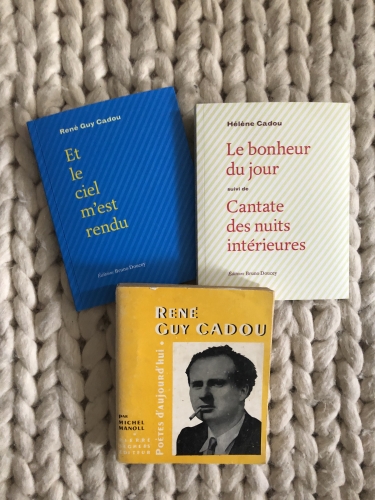 René Guy Cadou
Et
le
ciel
m'est
rendu
Éditions Bruno Doucey
Hélène Cadou
Le bonheur
du jour
suivi de
Cantate
des nuits
intérieures
Éditions Bruno Doucey
RENÉ
GUY CADOU
Poètes d'aujourd'hui
PAR
MICHEL
MANOLL
PIERRE
SEGHERS
ÉDITEUR